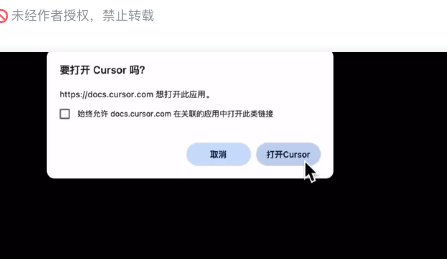 未经作者授权，禁止转载
要打开 Cursor 吗?
https://docs.cursor.com 想打开此应用。
始终允许 docs.cursor.com 在关联的应用中打开此类链接
取消
打开Cursor